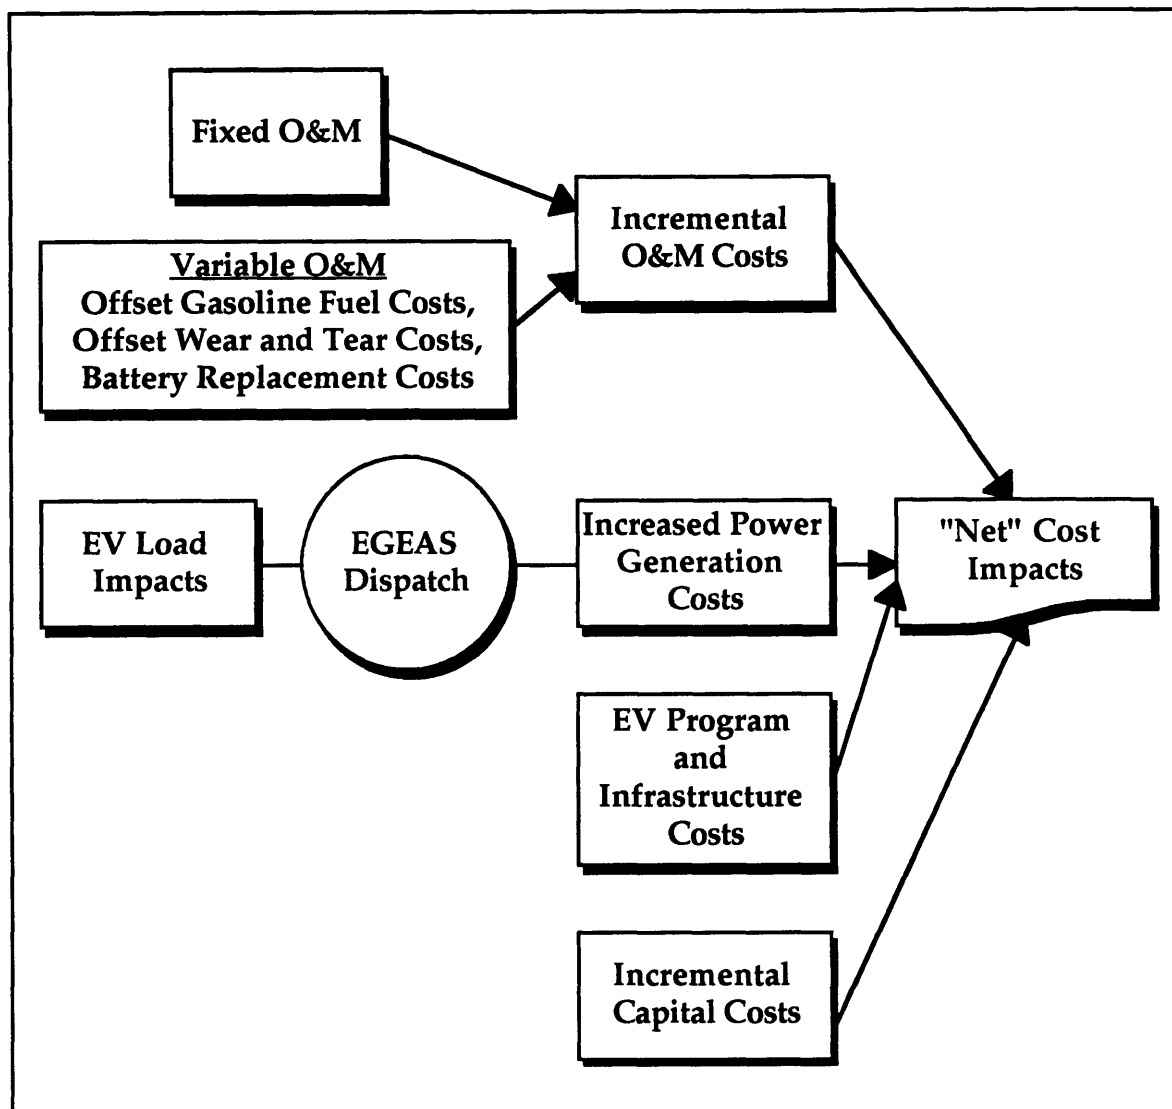 Fixed O&M
Incremental
O&M Costs
Variable O&M
Offset Gasoline Fuel Costs,
Offset Wear and Tear Costs,
Battery Replacement Costs
EV Load
Impacts
EGEAS
Dispatch
Increased Power
Generation
Costs
"Net" Cost
Impacts
EV Program
and
Infrastructure
Costs
Incremental
Capital Costs